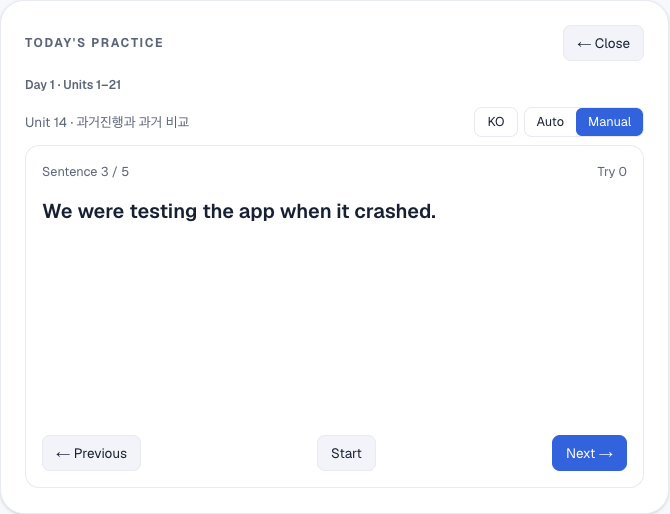 TODAY'S PRACTICE
← Close
Day 1 · Units 1–21
Unit 14 · 과거진행과 과거 비교
KO
Auto
Manual
Sentence 3 / 5
Try 0
We were testing the app when it crashed.
← Previous
Start
Next →